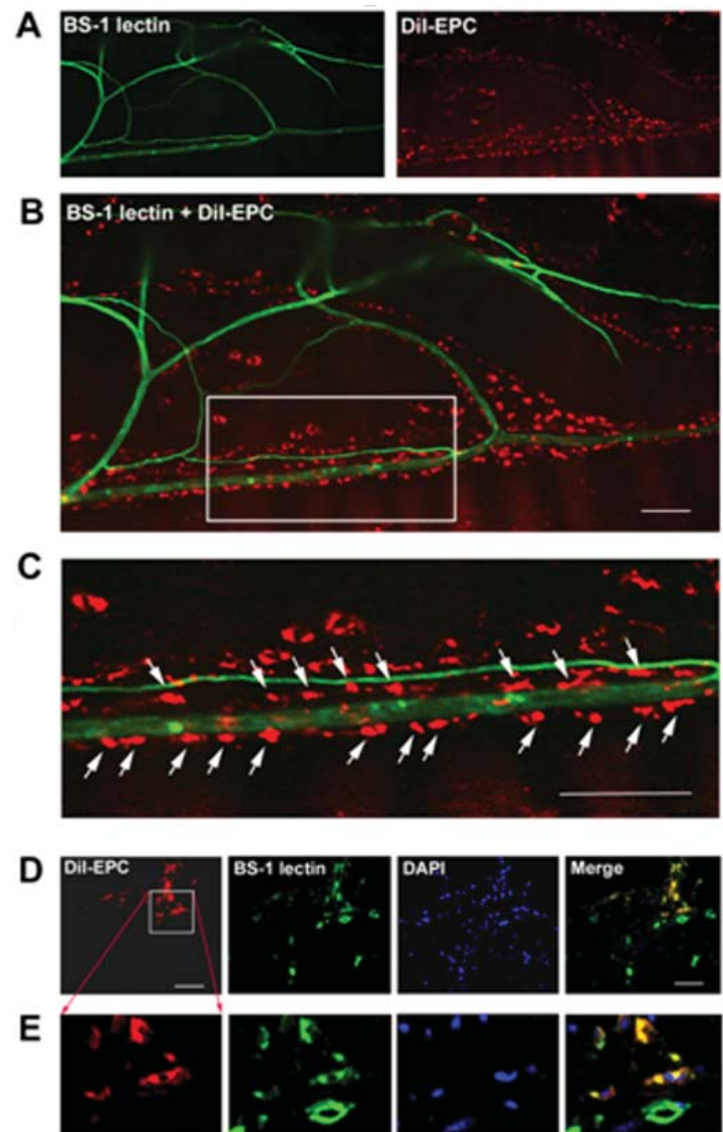 A
BS-1 lectin
DiI-EPC
B
BS-1 lectin + DiI-EPC
C
D
DiI-EPC
BS-1 lectin
DAPI
Merge
E